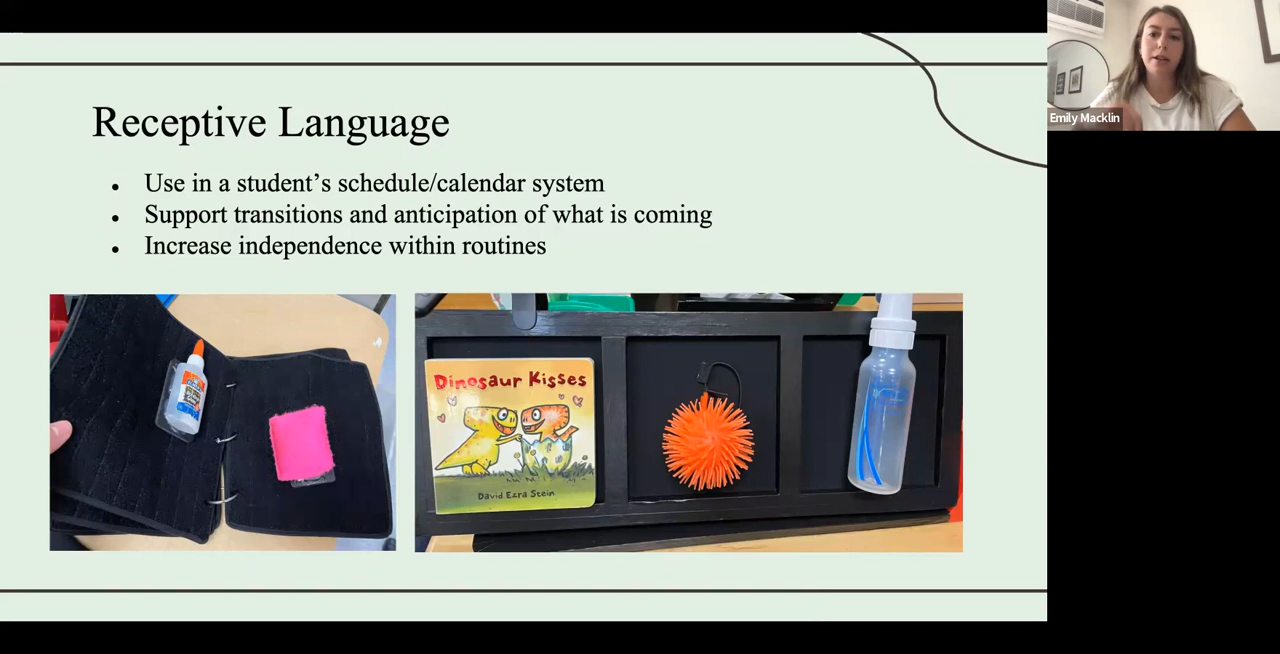 Receptive Language
Use in a student's schedule/calendar system
Support transitions and anticipation of what is coming
Increase independence within routines
Dinosaur Kisses
David Ezra Stein
Emily Macklin